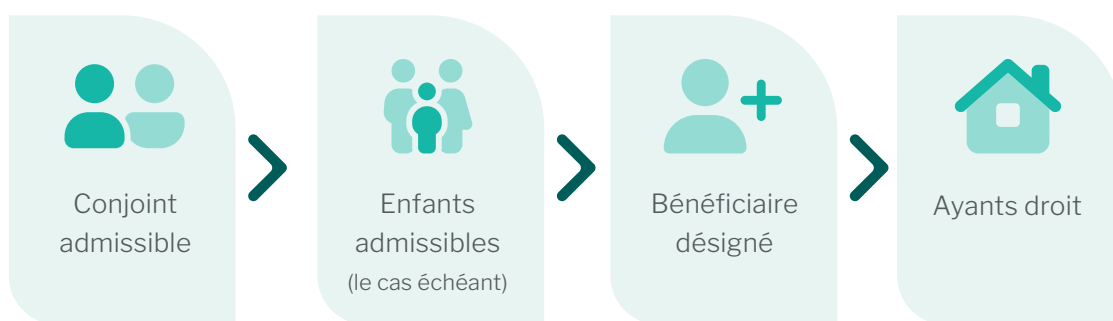 Conjoint
admissible
Enfants
admissibles
(le cas échéant)
Bénéficiaire
désigné
Ayants droit